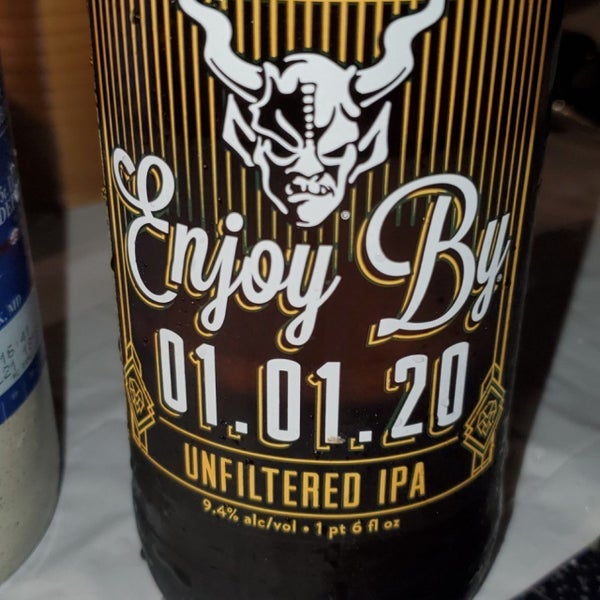 Enjoy By
01.01.20
UNFILTERED IPA
9.4% alc/vol • 1 pt 6 fl oz